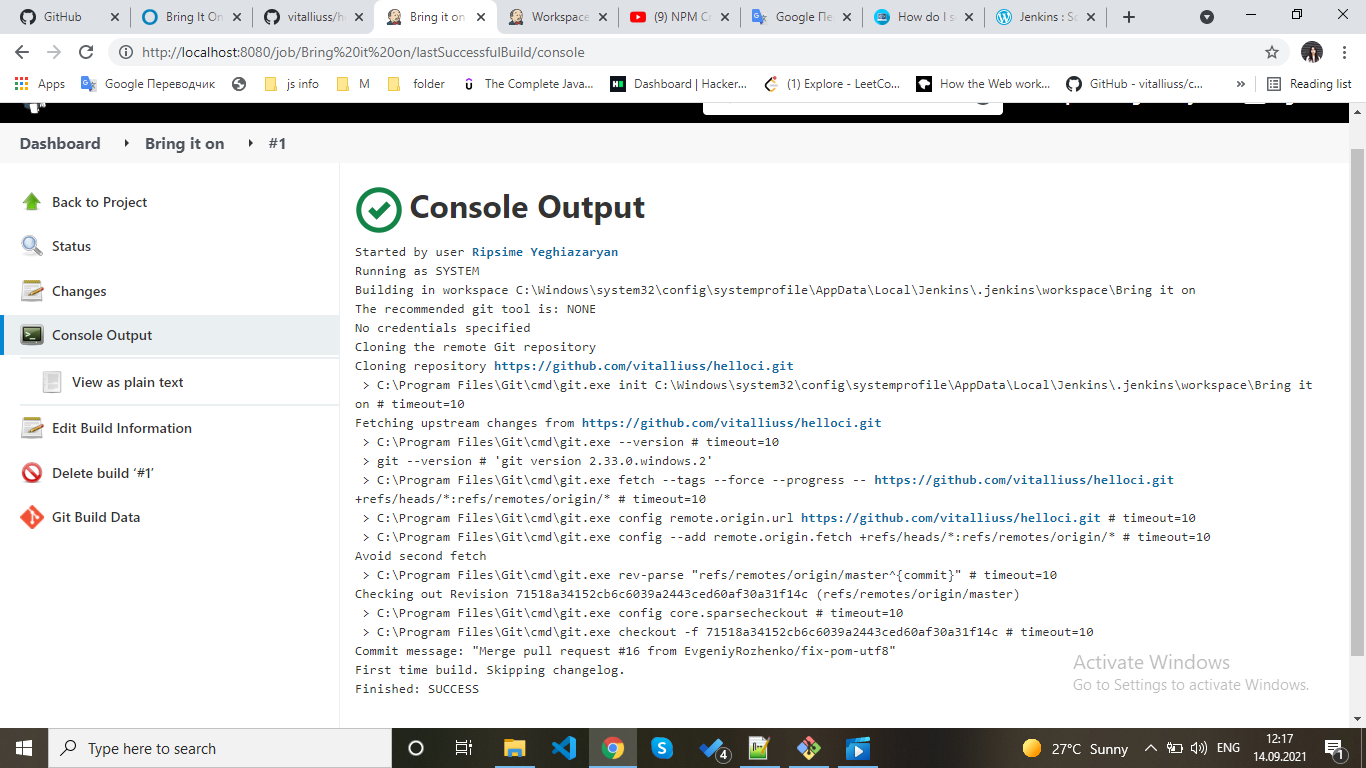 GitHub
Bring It On
vitalliuss/he
Bring it on
Workspace
(9) NPM Cr
Google Пе
How do I s
Jenkins : Sc
http://localhost:8080/job/Bring%20it%20on/lastSuccessfulBuild/console
Apps
Google Переводчик
js info
M
folder
The Complete Java...
Dashboard | Hacker...
(1) Explore - LeetCo...
How the Web work...
GitHub - vitalliuss/c...
Reading list
Dashboard
Bring it on
#1
Back to Project
Status
Changes
Console Output
View as plain text
Edit Build Information
Delete build ‘#1’
Git Build Data
Console Output
Started by user Ripsime Yeghiazaryan
Running as SYSTEM
Building in workspace C:\Windows\system32\config\systemprofile\AppData\Local\Jenkins\.jenkins\workspace\Bring it on
The recommended git tool is: NONE
No credentials specified
Cloning the remote Git repository
Cloning repository https://github.com/vitalliuss/helloci.git
> C:\Program Files\Git\cmd\git.exe init C:\Windows\system32\config\systemprofile\AppData\Local\Jenkins\.jenkins\workspace\Bring it
on # timeout=10
Fetching upstream changes from https://github.com/vitalliuss/helloci.git
> C:\Program Files\Git\cmd\git.exe --version # timeout=10
> git --version # 'git version 2.33.0.windows.2'
> C:\Program Files\Git\cmd\git.exe fetch --tags --force --progress -- https://github.com/vitalliuss/helloci.git
+refs/heads/*:refs/remotes/origin/* # timeout=10
> C:\Program Files\Git\cmd\git.exe config remote.origin.url https://github.com/vitalliuss/helloci.git # timeout=10
> C:\Program Files\Git\cmd\git.exe config --add remote.origin.fetch +refs/heads/*:refs/remotes/origin/* # timeout=10
Avoid second fetch
> C:\Program Files\Git\cmd\git.exe rev-parse "refs/remotes/origin/master^{commit}" # timeout=10
Checking out Revision 71518a34152cb6c6039a2443ced60af30a31f14c (refs/remotes/origin/master)
> C:\Program Files\Git\cmd\git.exe config core.sparsecheckout # timeout=10
> C:\Program Files\Git\cmd\git.exe checkout -f 71518a34152cb6c6039a2443ced60af30a31f14c # timeout=10
Commit message: "Merge pull request #16 from EvgeniyRozhenko/fix-pom-utf8"
First time build. Skipping changelog.
Finished: SUCCESS
Activate Windows
Go to Settings to activate Windows.
Type here to search
4
27°C Sunny
ENG
12:17
14.09.2021
1